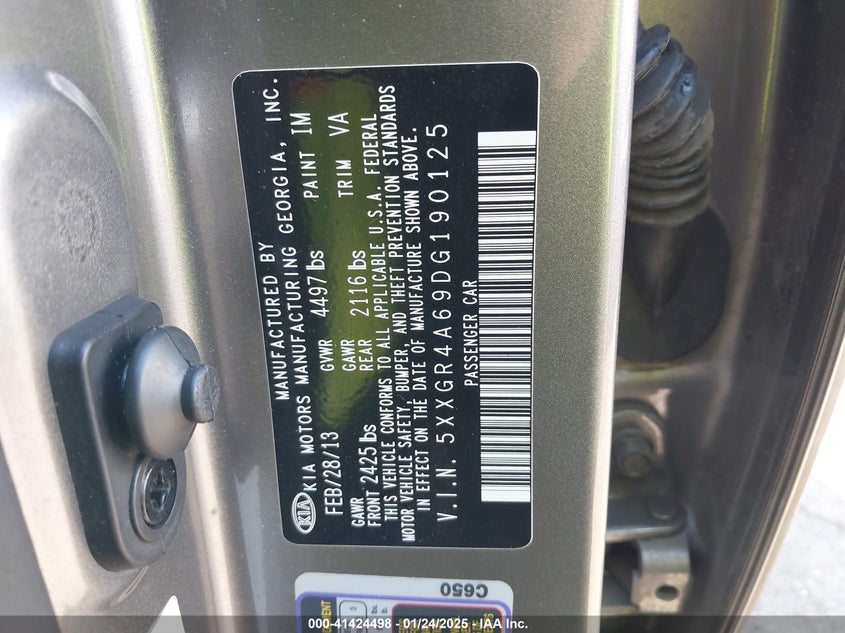 MANUFACTURED BY
KIA KIA MOTORS MANUFACTURING GEORGIA, INC.
FEB/28/13 GVWR 4497 lbs PAINT IM
GAWR FRONT 2425 lbs GAWR REAR 2116 lbs TRIM VA
THIS VEHICLE CONFORMS TO ALL APPLICABLE U.S.A. FEDERAL
MOTOR VEHICLE SAFETY, BUMPER, AND THEFT PREVENTION STANDARDS
IN EFFECT ON THE DATE OF MANUFACTURE SHOWN ABOVE.
V.I.N. 5XXGR4A69DG190125
PASSENGER CAR
C650
000-41424498 - 01/24/2025 - IAA Inc.